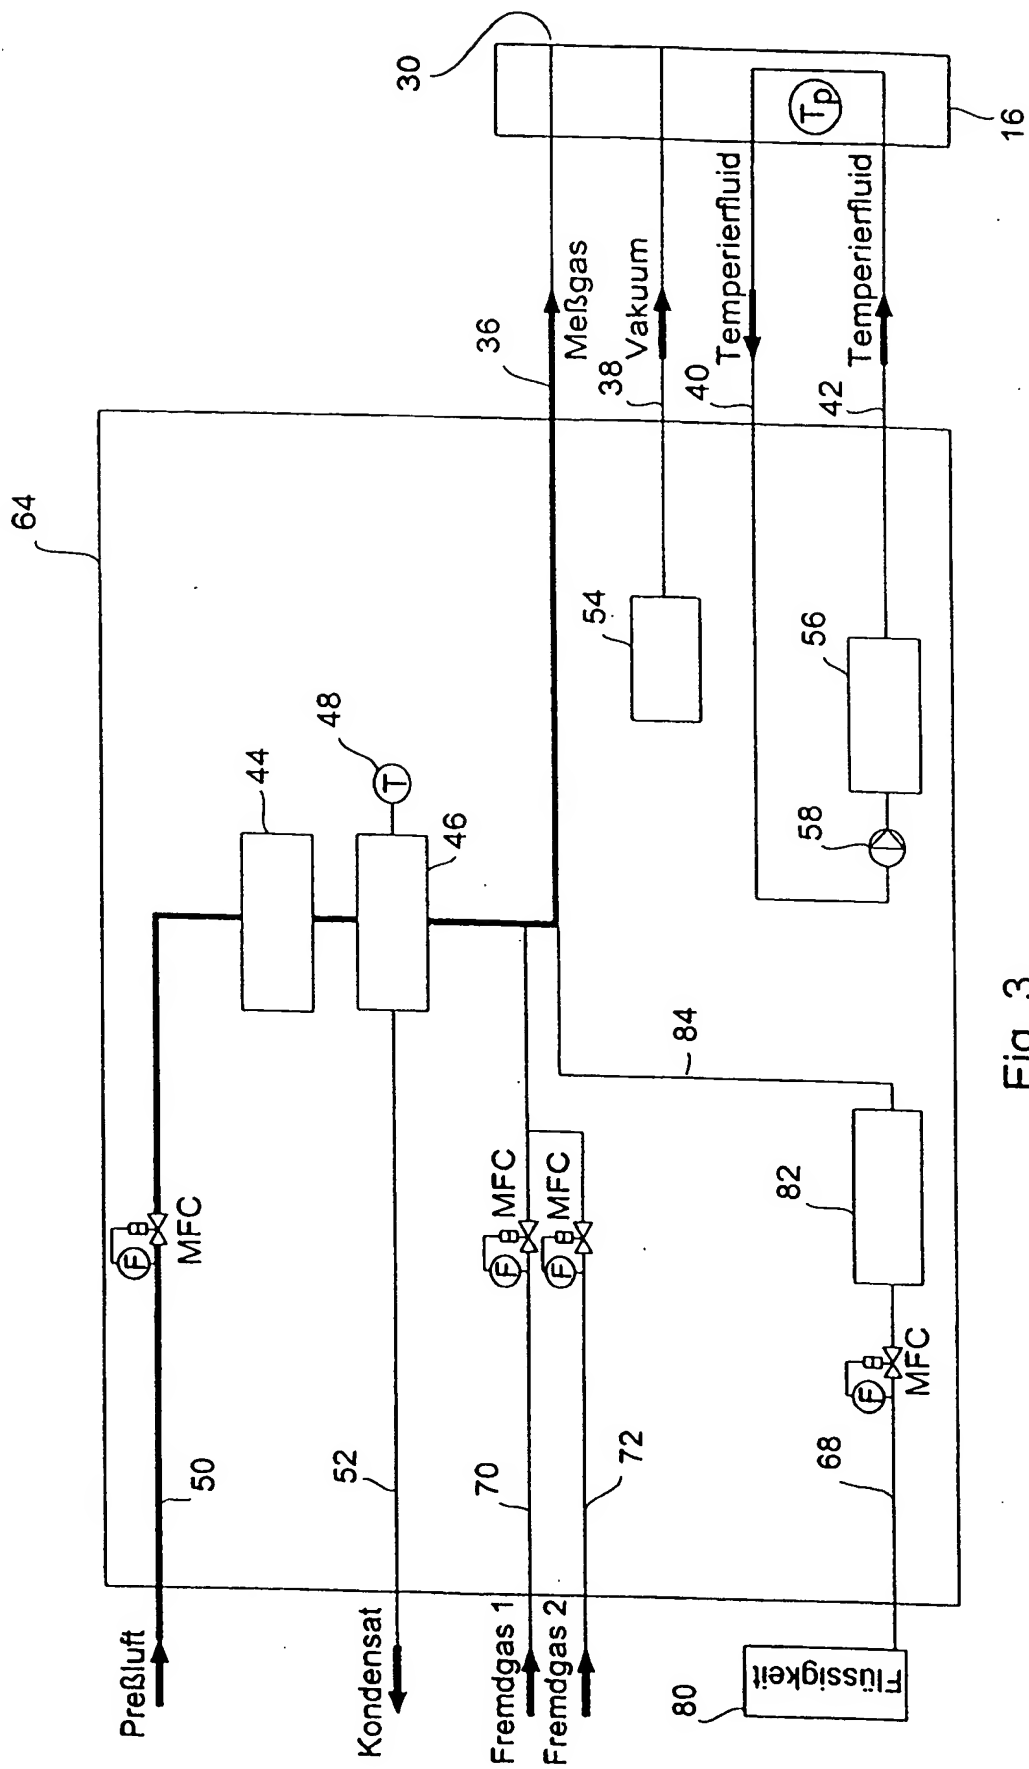 64
30
36
Meßgas
Vakuum
38
Temperierfluid
40
Temperierfluid
42
Tp
16
44
48
T
46
54
56
58
Preßluft
50
F
MFC
Kondensat
52
Fremdgas 1
70
F
MFC
Fremdgas 2
72
F
MFC
84
80
Flüssigkeit
68
F
MFC
82
Fig. 3